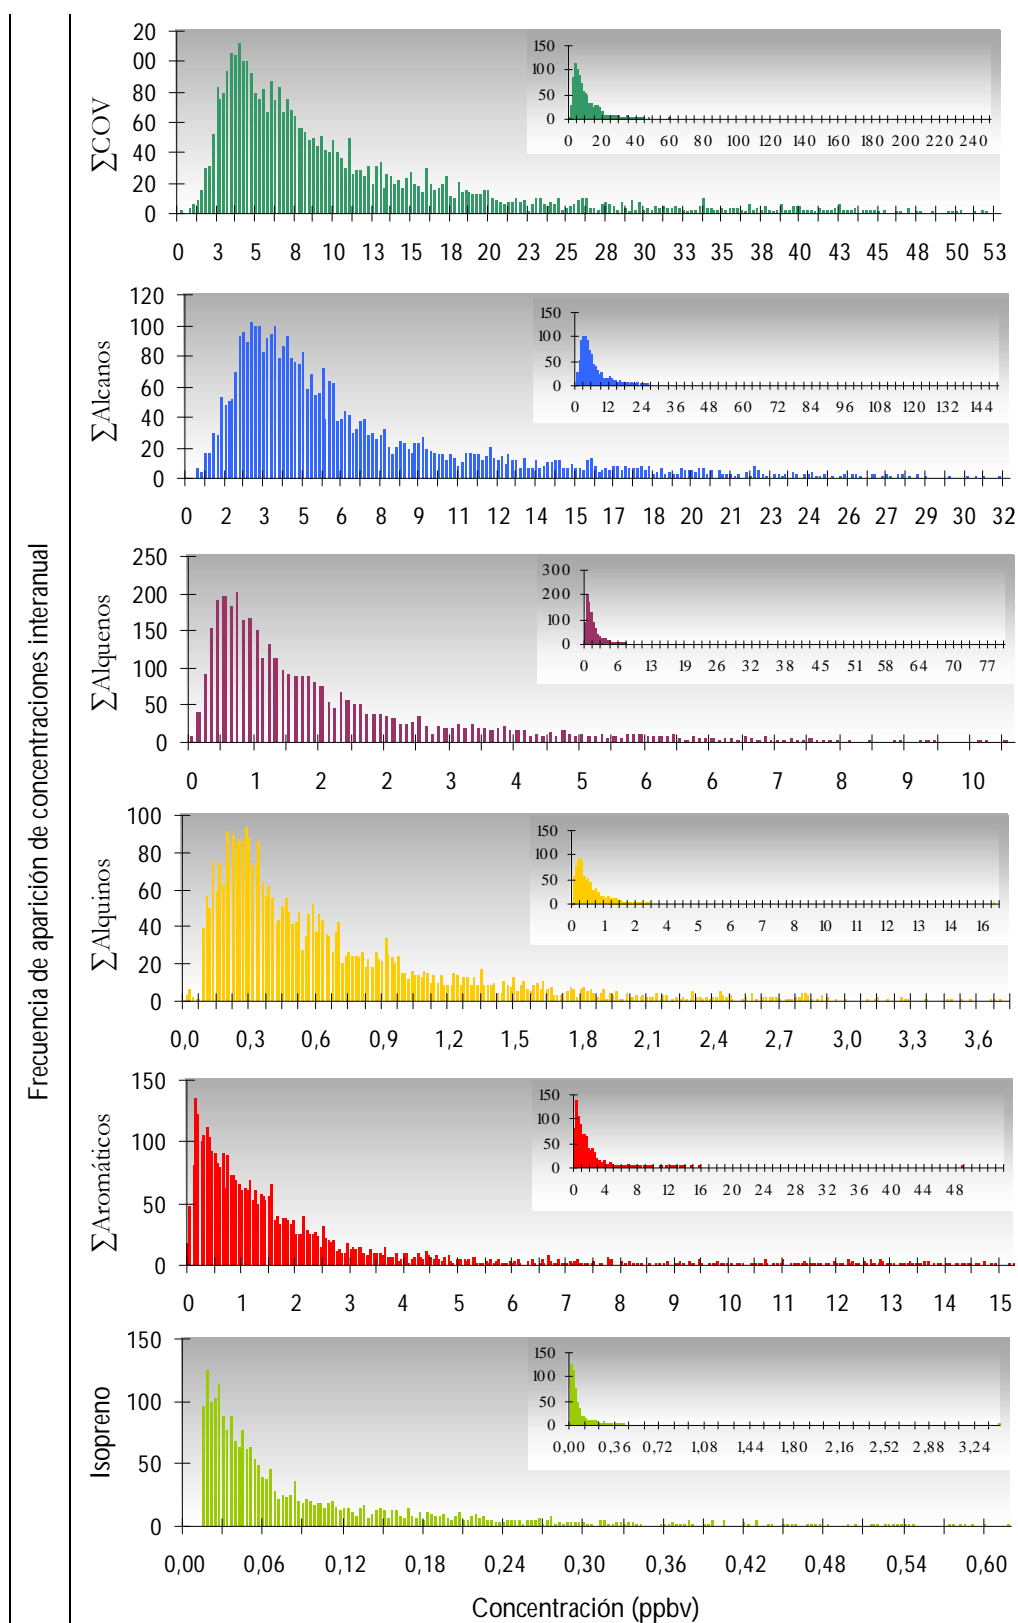 Frecuencia de aparición de concentraciones interanual
∑COV
20
00
80
60
40
20
0
0 3 5 8 10 13 15 18 20 23 25 28 30 33 35 38 40 43 45 48 50 53
150
100
50
0
0 20 40 60 80 100 120 140 160 180 200 220 240
∑Alcanos
120
100
80
60
40
20
0
0 2 3 5 6 8 9 11 12 14 15 17 18 20 21 23 24 26 27 29 30 32
150
100
50
0
0 12 24 36 48 60 72 84 96 108 120 132 144
∑Alquenos
250
200
150
100
50
0
0 1 2 2 3 4 5 6 6 7 8 9 10
300
200
100
0
0 6 13 19 26 32 38 45 51 58 64 70 77
∑Alquinos
100
80
60
40
20
0
0,0 0,3 0,6 0,9 1,2 1,5 1,8 2,1 2,4 2,7 3,0 3,3 3,6
150
100
50
0
0 1 2 3 5 6 7 8 10 11 12 13 14 16
∑Aromáticos
150
100
50
0
0 1 2 3 4 5 6 7 8 9 10 11 12 13 14 15
150
100
50
0
0 4 8 12 16 20 24 28 32 36 40 44 48
Isopreno
150
100
50
0
0,00 0,06 0,12 0,18 0,24 0,30 0,36 0,42 0,48 0,54 0,60
150
100
50
0
0,00 0,36 0,72 1,08 1,44 1,80 2,16 2,52 2,88 3,24
Concentración (ppbv)